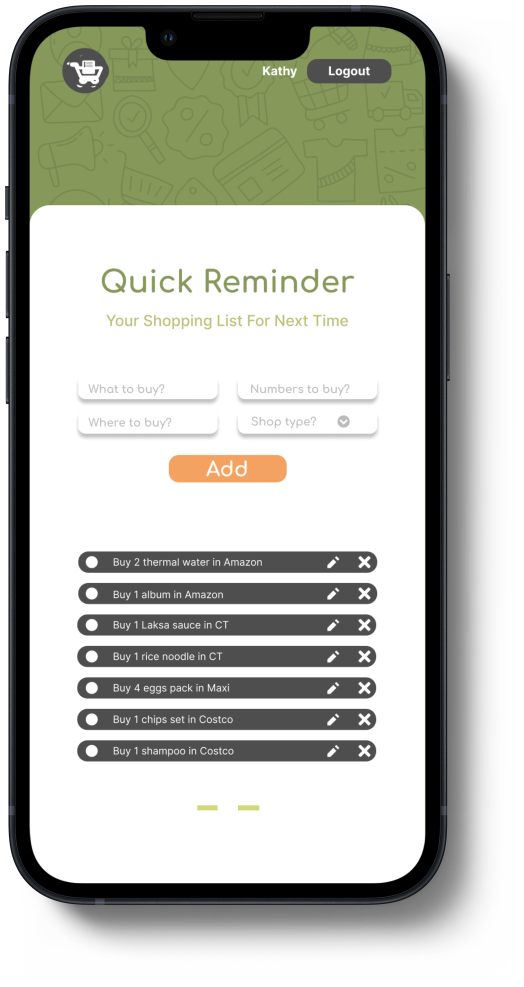 Kathy Logout
Quick Reminder
Your Shopping List For Next Time
What to buy? Numbers to buy?
Where to buy? Shop type?
Add
Buy 2 thermal water in Amazon
Buy 1 album in Amazon
Buy 1 Laksa sauce in CT
Buy 1 rice noodle in CT
Buy 4 eggs pack in Maxi
Buy 1 chips set in Costco
Buy 1 shampoo in Costco